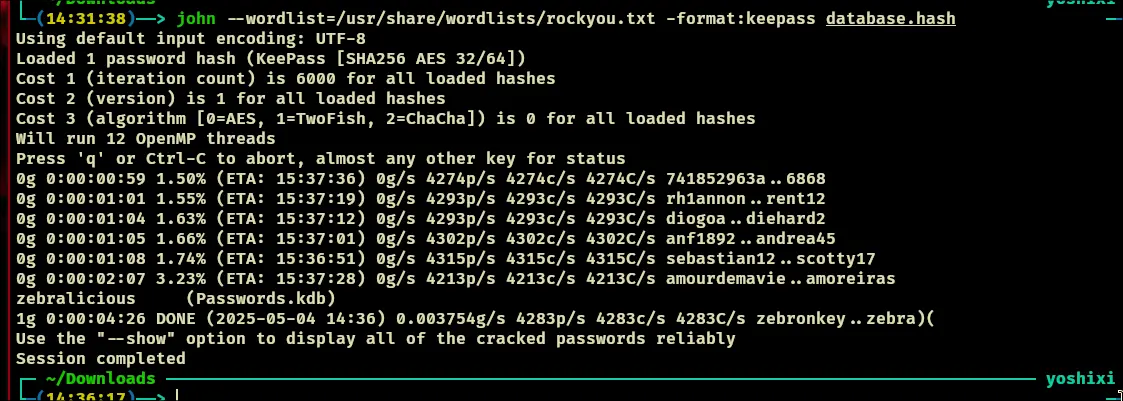 yoshixi
(14:31:38)—> john --wordlist=/usr/share/wordlists/rockyou.txt -format:keepass database.hash
Using default input encoding: UTF-8
Loaded 1 password hash (KeePass [SHA256 AES 32/64])
Cost 1 (iteration count) is 6000 for all loaded hashes
Cost 2 (version) is 1 for all loaded hashes
Cost 3 (algorithm [0=AES, 1=TwoFish, 2=ChaCha]) is 0 for all loaded hashes
Will run 12 OpenMP threads
Press 'q' or Ctrl-C to abort, almost any other key for status
0g 0:00:00:59 1.50% (ETA: 15:37:36) 0g/s 4274p/s 4274c/s 4274C/s 741852963a..6868
0g 0:00:01:01 1.55% (ETA: 15:37:19) 0g/s 4293p/s 4293c/s 4293C/s rh1annon..rent12
0g 0:00:01:04 1.63% (ETA: 15:37:12) 0g/s 4293p/s 4293c/s 4293C/s diogoa..diehard2
0g 0:00:01:05 1.66% (ETA: 15:37:01) 0g/s 4302p/s 4302c/s 4302C/s anf1892..andrea45
0g 0:00:01:08 1.74% (ETA: 15:36:51) 0g/s 4315p/s 4315c/s 4315C/s sebastian12..scotty17
0g 0:00:02:07 3.23% (ETA: 15:37:28) 0g/s 4213p/s 4213c/s 4213C/s amourdemavie..amoreiras
zebralicious     (Passwords.kdb)
1g 0:00:04:26 DONE (2025-05-04 14:36) 0.003754g/s 4283p/s 4283c/s 4283C/s zebronkey..zebra)(
Use the "--show" option to display all of the cracked passwords reliably
Session completed
~/Downloads yoshixi
(14:36:17)—>